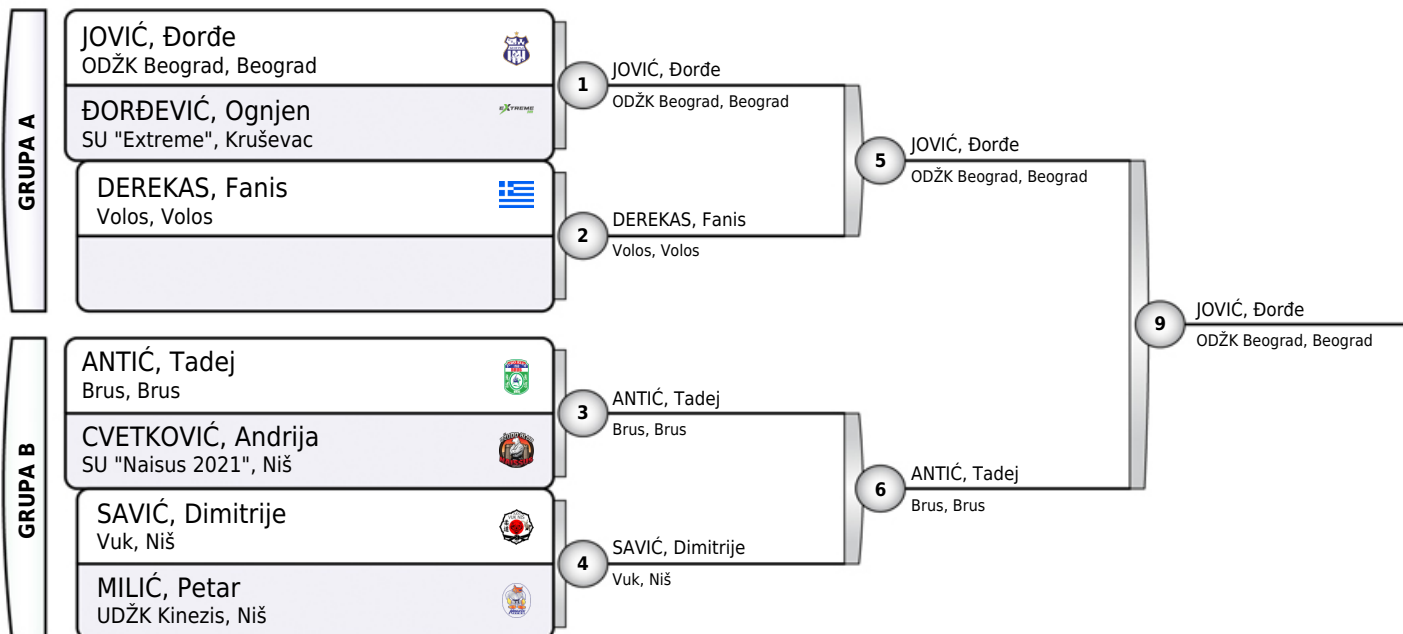 GRUPA A
JOVIĆ, Đorđe
ODŽK Beograd, Beograd
ĐORĐEVIĆ, Ognjen
SU "Extreme", Kruševac
EXTREME
DEREKAS, Fanis
Volos, Volos
1
JOVIĆ, Đorđe
ODŽK Beograd, Beograd
2
DEREKAS, Fanis
Volos, Volos
5
JOVIĆ, Đorđe
ODŽK Beograd, Beograd
GRUPA B
ANTIĆ, Tadej
Brus, Brus
CVETKOVIĆ, Andrija
SU "Naisus 2021", Niš
SAVIĆ, Dimitrije
Vuk, Niš
MILIĆ, Petar
UDŽK Kinezis, Niš
3
ANTIĆ, Tadej
Brus, Brus
4
SAVIĆ, Dimitrije
Vuk, Niš
6
ANTIĆ, Tadej
Brus, Brus
9
JOVIĆ, Đorđe
ODŽK Beograd, Beograd